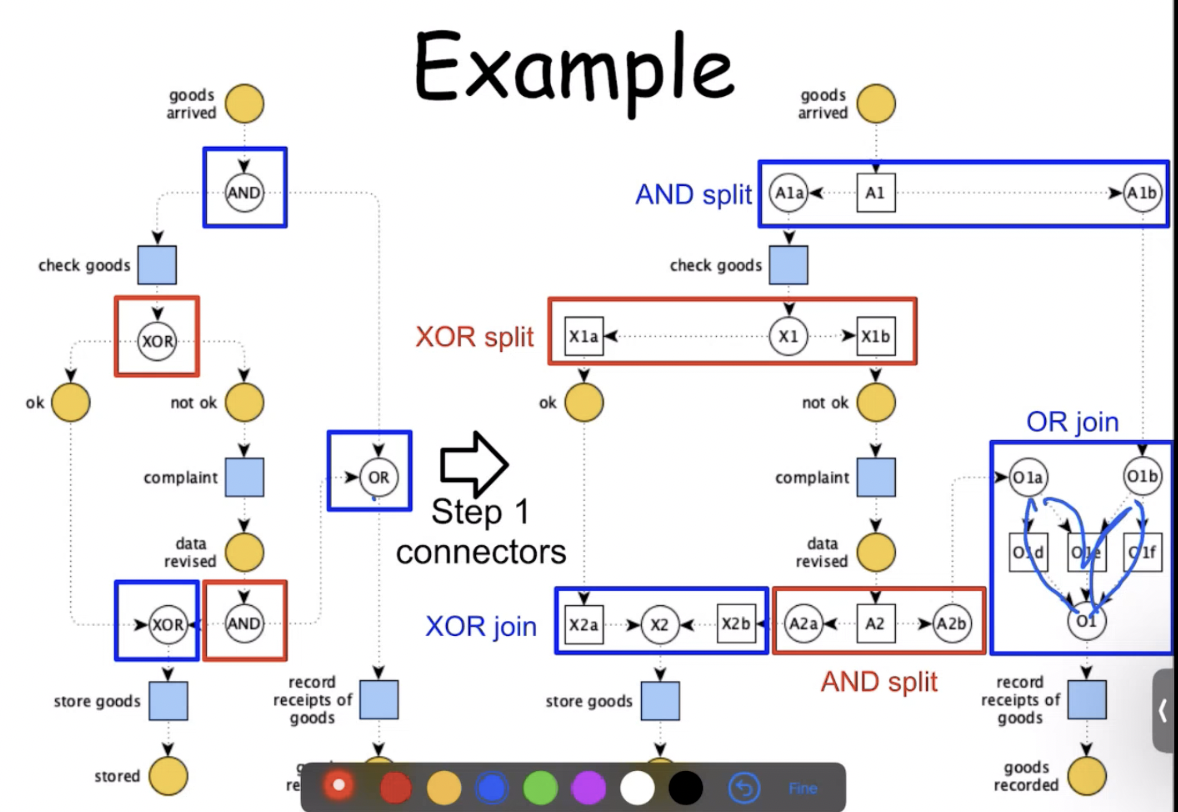 Example
goods
arrived
AND
check goods
XOR
ok
not ok
complaint
OR
data
revised
XOR
AND
store goods
record
receipts of
goods
stored
Step 1
connectors
goods
arrived
AND split
A1a
A1
A1b
check goods
XOR split
X1a
X1
X1b
ok
not ok
OR join
complaint
O1a
O1b
data
revised
O1d
O1e
O1f
XOR join
X2a
X2
X2b
A2a
A2
A2b
O1
AND split
store goods
record
receipts of
goods
goods
recorded
Fine